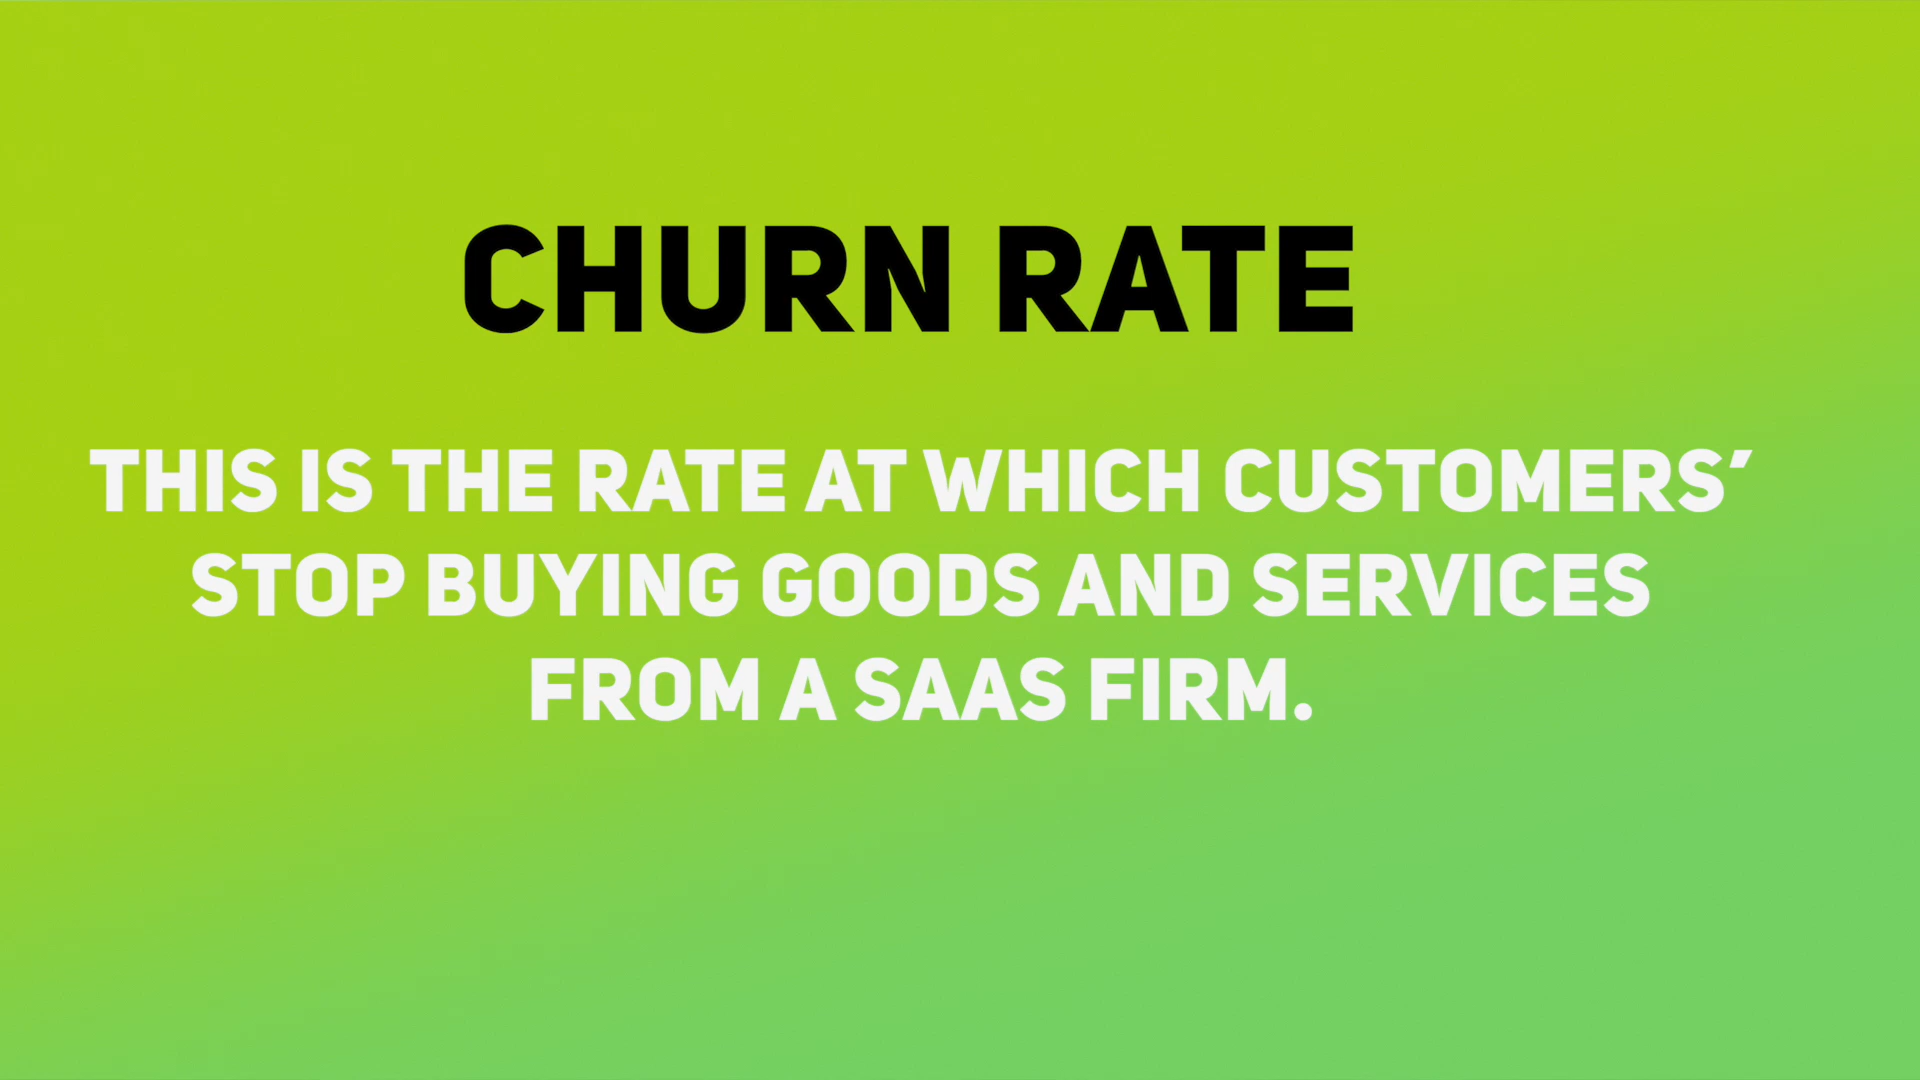 CHURN RATE
THIS IS THE RATE AT WHICH CUSTOMERS’
STOP BUYING GOODS AND SERVICES
FROM A SAAS FIRM.